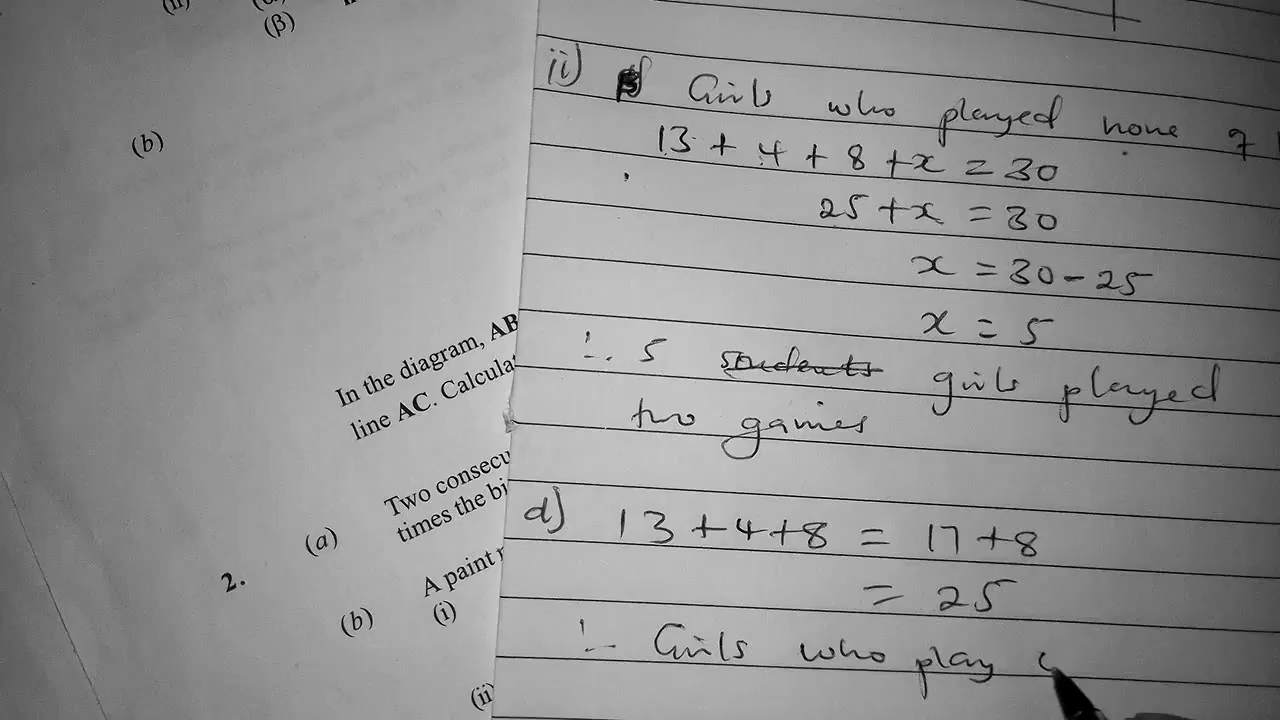 (β)
(b)
In the diagram, AB
line AC. Calcula
Two consecu
(a)
times the bi
2.
A paint
(b)
(i)
(ii)
ii) Girls who played none of
13 + 4 + 8 + x = 30
25 + x = 30
x = 30 - 25
x = 5
∴ 5 students girls played
two games
d) 13 + 4 + 8 = 17 + 8
= 25
∴ Girls who play